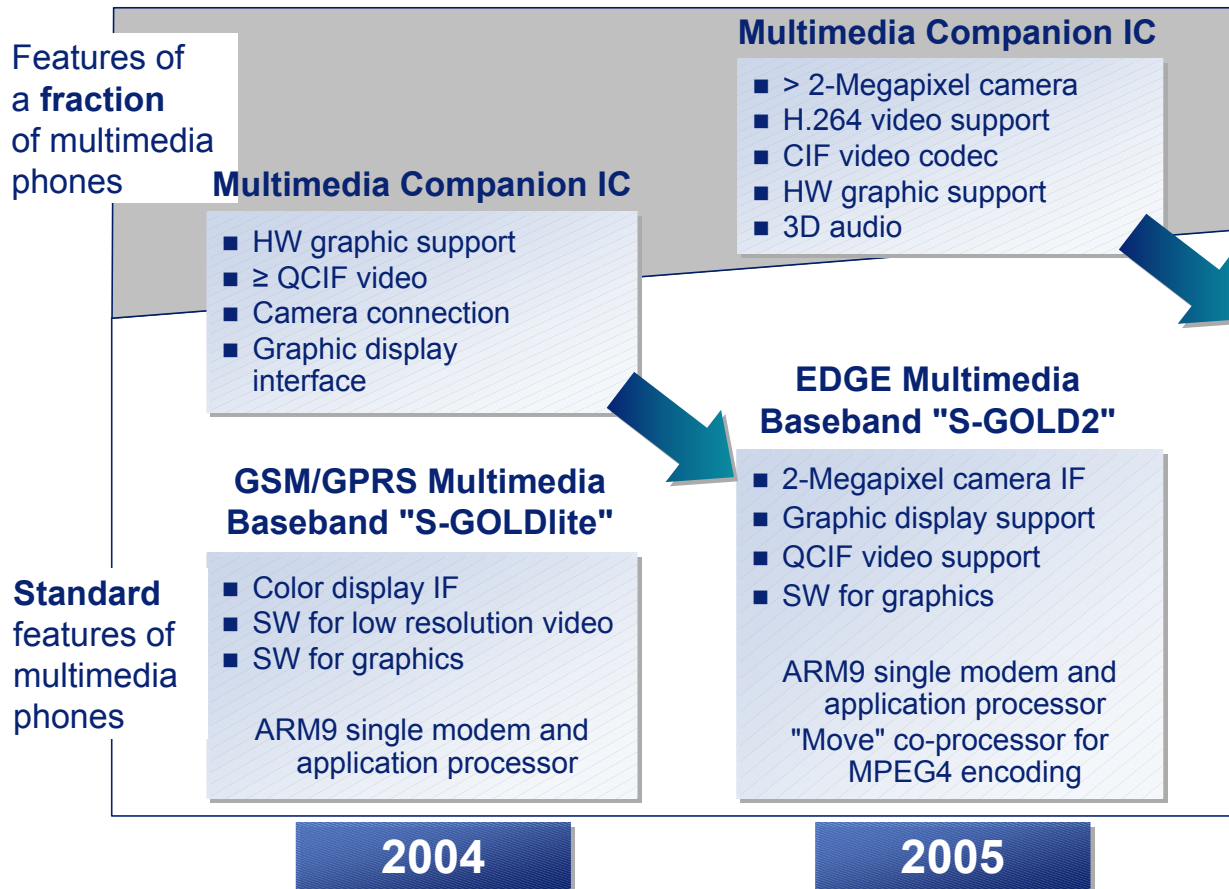 Features of
a fraction
of multimedia
phones
Multimedia Companion IC
■ HW graphic support
■ ≥ QCIF video
■ Camera connection
■ Graphic display
interface
Multimedia Companion IC
■ > 2-Megapixel camera
■ H.264 video support
■ CIF video codec
■ HW graphic support
■ 3D audio
Standard
features of
multimedia
phones
GSM/GPRS Multimedia
Baseband "S-GOLDlite"
■ Color display IF
■ SW for low resolution video
■ SW for graphics
ARM9 single modem and
application processor
EDGE Multimedia
Baseband "S-GOLD2"
■ 2-Megapixel camera IF
■ Graphic display support
■ QCIF video support
■ SW for graphics
ARM9 single modem and
application processor
"Move" co-processor for
MPEG4 encoding
2004
2005